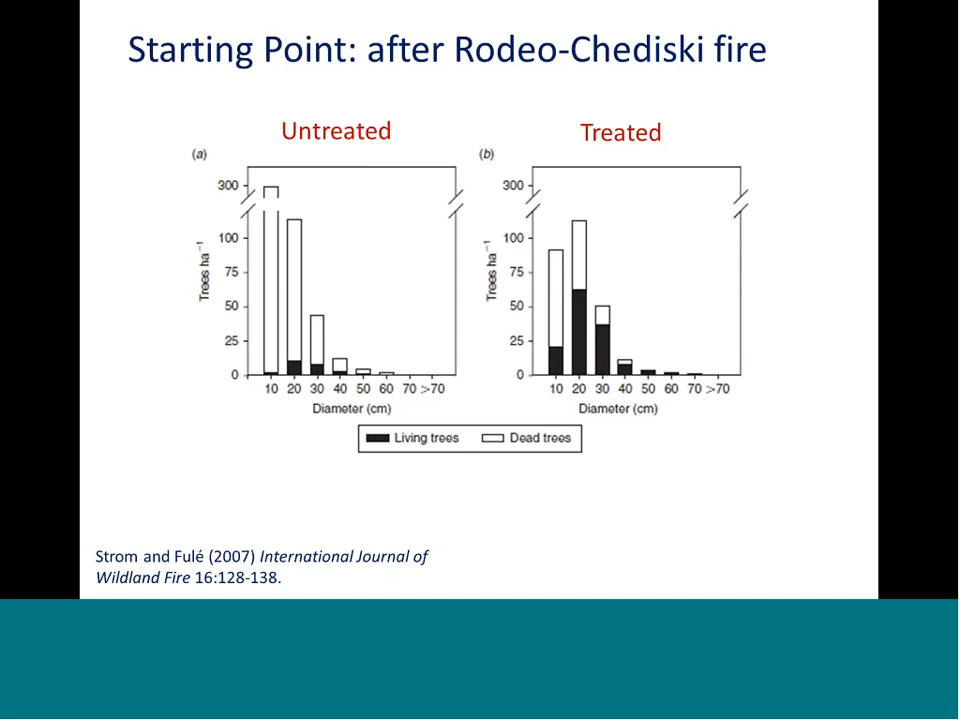 Starting Point: after Rodeo-Chediski fire
Untreated
Treated
(a)
300
100
75
50
25
0
Trees ha⁻¹
10 20 30 40 50 60 70 >70
Diameter (cm)
(b)
300
100
75
50
25
0
Trees ha⁻¹
10 20 30 40 50 60 70 >70
Diameter (cm)
Living trees Dead trees
Strom and Fulé (2007) International Journal of
Wildland Fire 16:128-138.